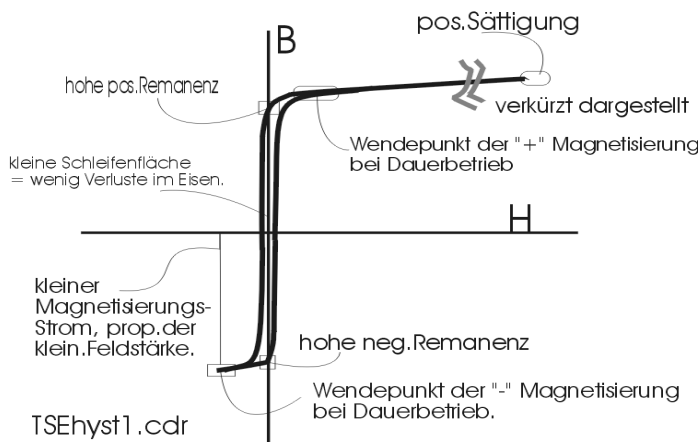 pos.Sättigung
B
hohe pos.Remanenz
verkürzt dargestellt
Wendepunkt der "+" Magnetisierung
bei Dauerbetrieb
kleine Schleifenfläche
= wenig Verluste im Eisen.
H
kleiner
Magnetisierungs-
Strom, prop.der
klein.Feldstärke.
hohe neg.Remanenz
Wendepunkt der "-" Magnetisierung
bei Dauerbetrieb.
TSEhyst1.cdr